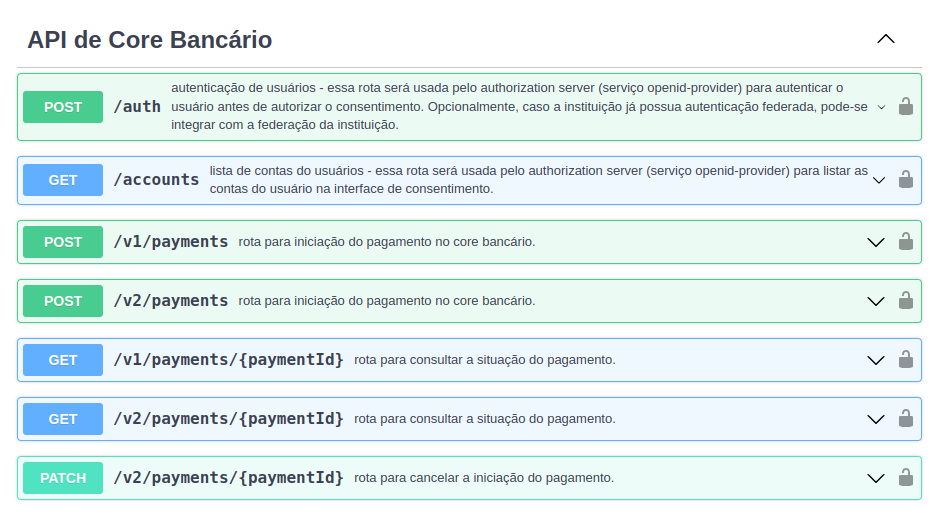 API de Core Bancário
POST /auth autenticação de usuários - essa rota será usada pelo authorization server (serviço openid-provider) para autenticar o
usuário antes de autorizar o consentimento. Opcionalmente, caso a instituição já possua autenticação federada, pode-se
integrar com a federação da instituição.
GET /accounts lista de contas do usuários - essa rota será usada pelo authorization server (serviço openid-provider) para listar as
contas do usuário na interface de consentimento.
POST /v1/payments rota para iniciação do pagamento no core bancário.
POST /v2/payments rota para iniciação do pagamento no core bancário.
GET /v1/payments/{paymentId} rota para consultar a situação do pagamento.
GET /v2/payments/{paymentId} rota para consultar a situação do pagamento.
PATCH /v2/payments/{paymentId} rota para cancelar a iniciação do pagamento.